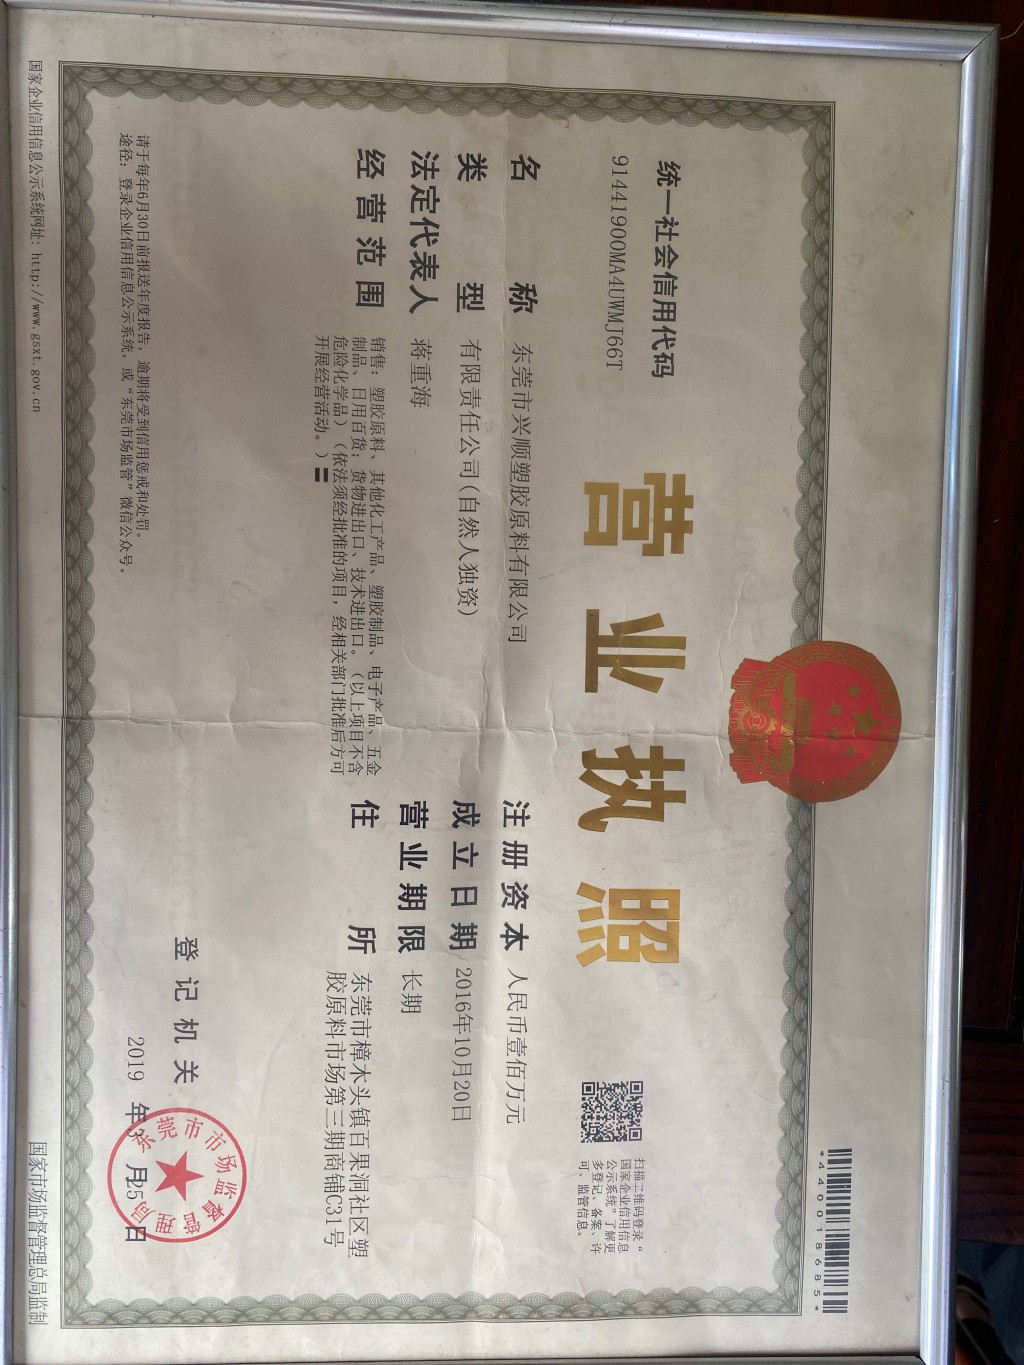 *440018685*
统一社会信用代码
91441900MA4UWMJ66T
营业执照
扫描二维码登录“
国家企业信用信息
公示系统”了解更
多登记、备案、许
可、监管信息。
名称 东莞市兴顺塑胶原料有限公司
类型 有限责任公司(自然人独资)
法定代表人 蒋重海
经营范围 销售：塑胶原料、其他化工产品、塑胶制品、电子产品、五金
制品、日用百货；货物进出口、技术进出口。（以上项目不含
危险化学品）（依法须经批准的项目，经相关部门批准后方可
开展经营活动。）〓
注册资本 人民币壹佰万元
成立日期 2016年10月20日
营业期限 长期
住所 东莞市樟木头镇百果洞社区塑
胶原料市场第三期商铺C31号
登记机关
东莞市市场监督管理局
2019 年 3 月 25 日
请于每年6月30日前报送年度报告，逾期将受到信用惩戒和处罚。
途径：登录企业信用信息公示系统，或“东莞市场监管”微信公众号。
国家企业信用信息公示系统网址：http://www.gsxt.gov.cn
国家市场监督管理总局监制